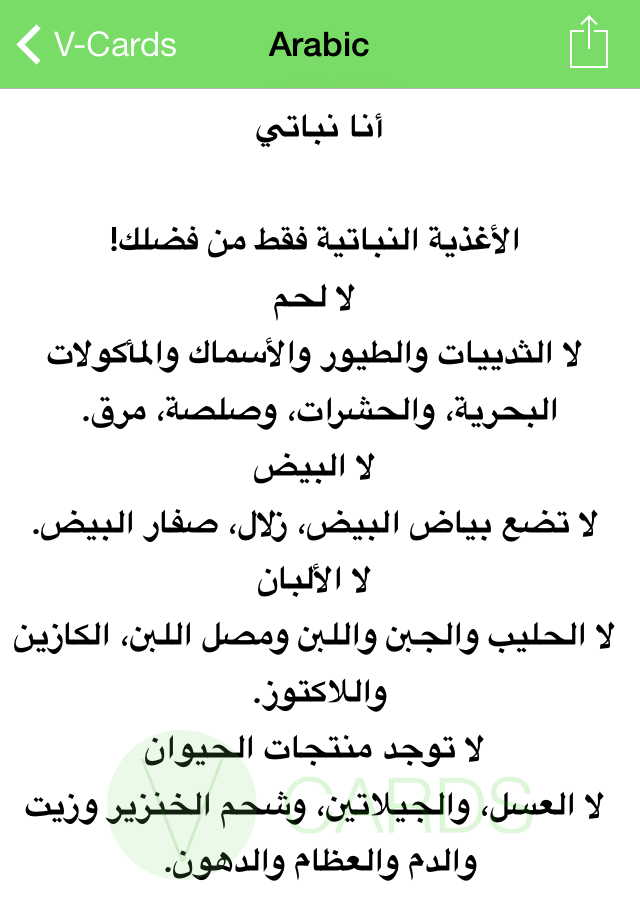 V-Cards
Arabic
أنا نباتي
الأغذية النباتية فقط من فضلك!
لا لحم
لا الثدييات والطيور والأسماك والمأكولات
البحرية، والحشرات، وصلصة، مرق.
لا البيض
لا تضع بياض البيض، زلال، صفار البيض.
لا الألبان
لا الحليب والجبن واللبن ومصل اللبن، الكازين
واللاكتوز.
لا توجد منتجات الحيوان
لا العسل، والجيلاتين، وشحم الخنزير وزيت
والدم والعظام والدهون.
V CARDS